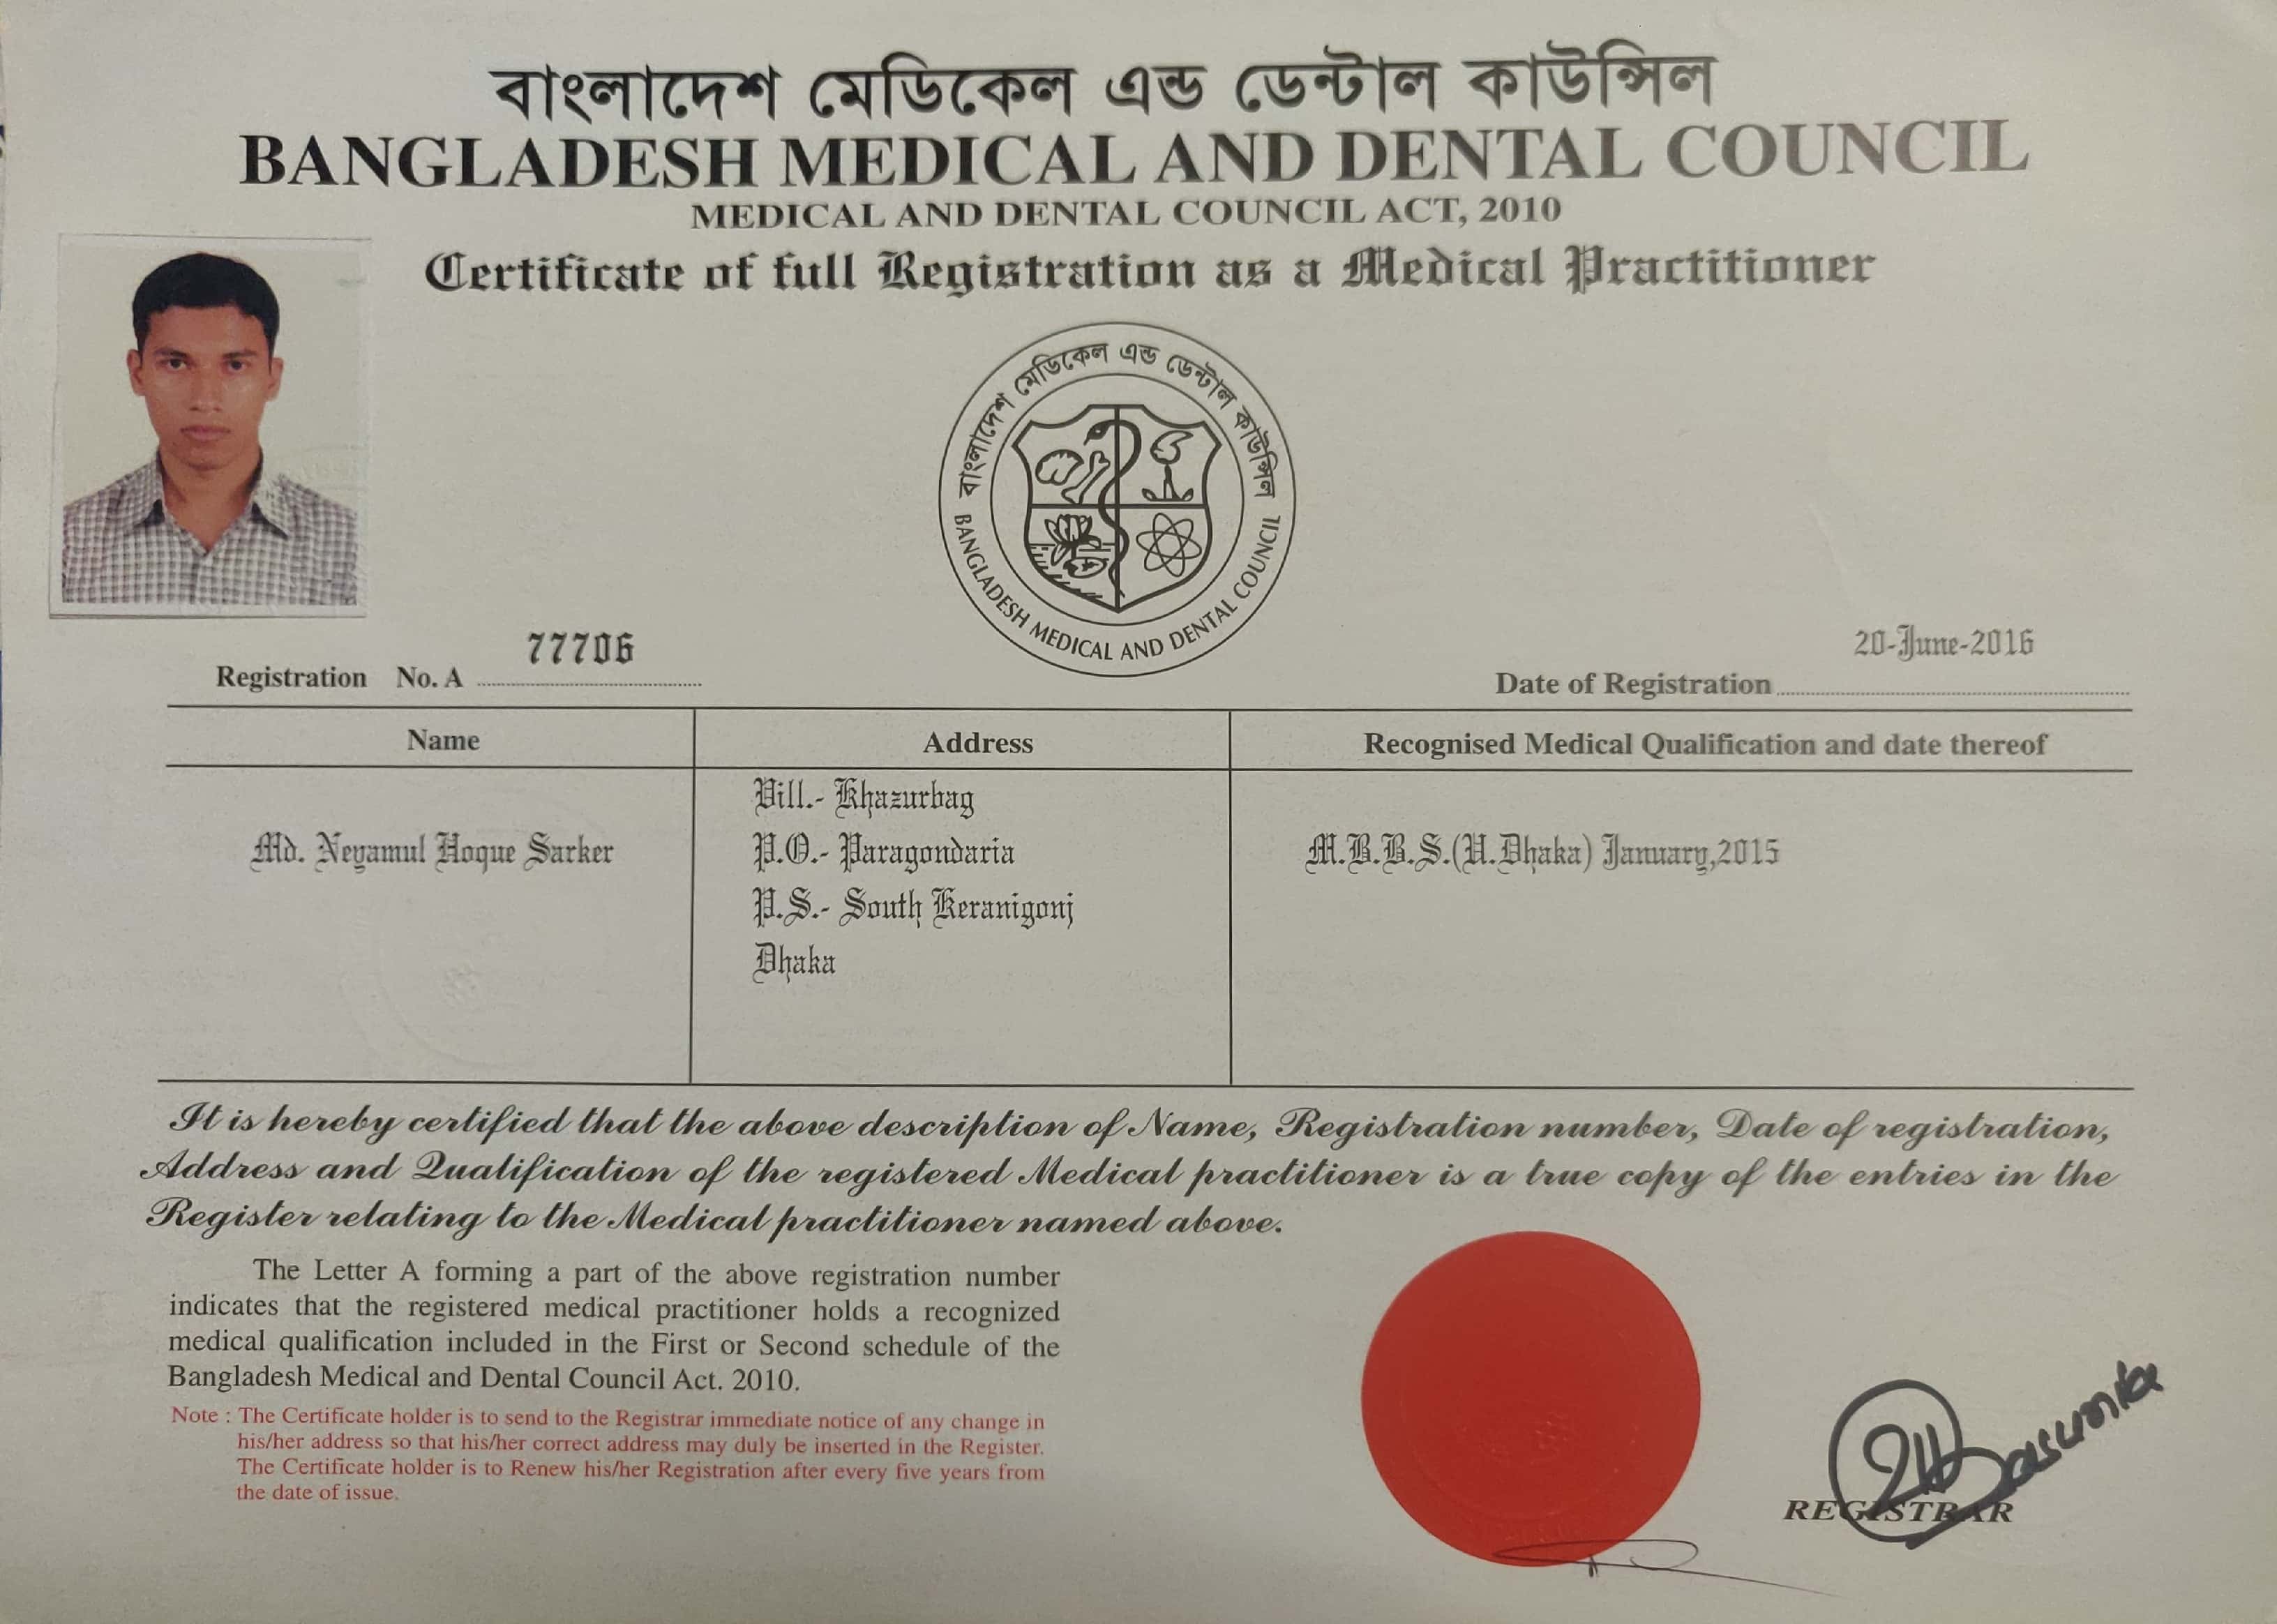 বাংলাদেশ মেডিকেল এন্ড ডেন্টাল কাউন্সিল
BANGLADESH MEDICAL AND DENTAL COUNCIL
MEDICAL AND DENTAL COUNCIL ACT, 2010
Certificate of full Registration as a Medical Practitioner
বাংলাদেশ মেডিকেল এন্ড ডেন্টাল কাউন্সিল
BANGLADESH MEDICAL AND DENTAL COUNCIL
Registration No. A 77706
Date of Registration 20-June-2016
Name Address Recognised Medical Qualification and date thereof
Vill.- Khazurbag
Md. Neyamul Hoque Sarker P.O.- Paragondaria M.B.B.S.(U.Dhaka) January,2015
P.S.- South Keranigonj
Dhaka
It is hereby certified that the above description of Name, Registration number, Date of registration,
Address and Qualification of the registered Medical practitioner is a true copy of the entries in the
Register relating to the Medical practitioner named above.
The Letter A forming a part of the above registration number
indicates that the registered medical practitioner holds a recognized
medical qualification included in the First or Second schedule of the
Bangladesh Medical and Dental Council Act. 2010.
Note : The Certificate holder is to send to the Registrar immediate notice of any change in
his/her address so that his/her correct address may duly be inserted in the Register.
The Certificate holder is to Renew his/her Registration after every five years from
the date of issue.
REGISTRAR